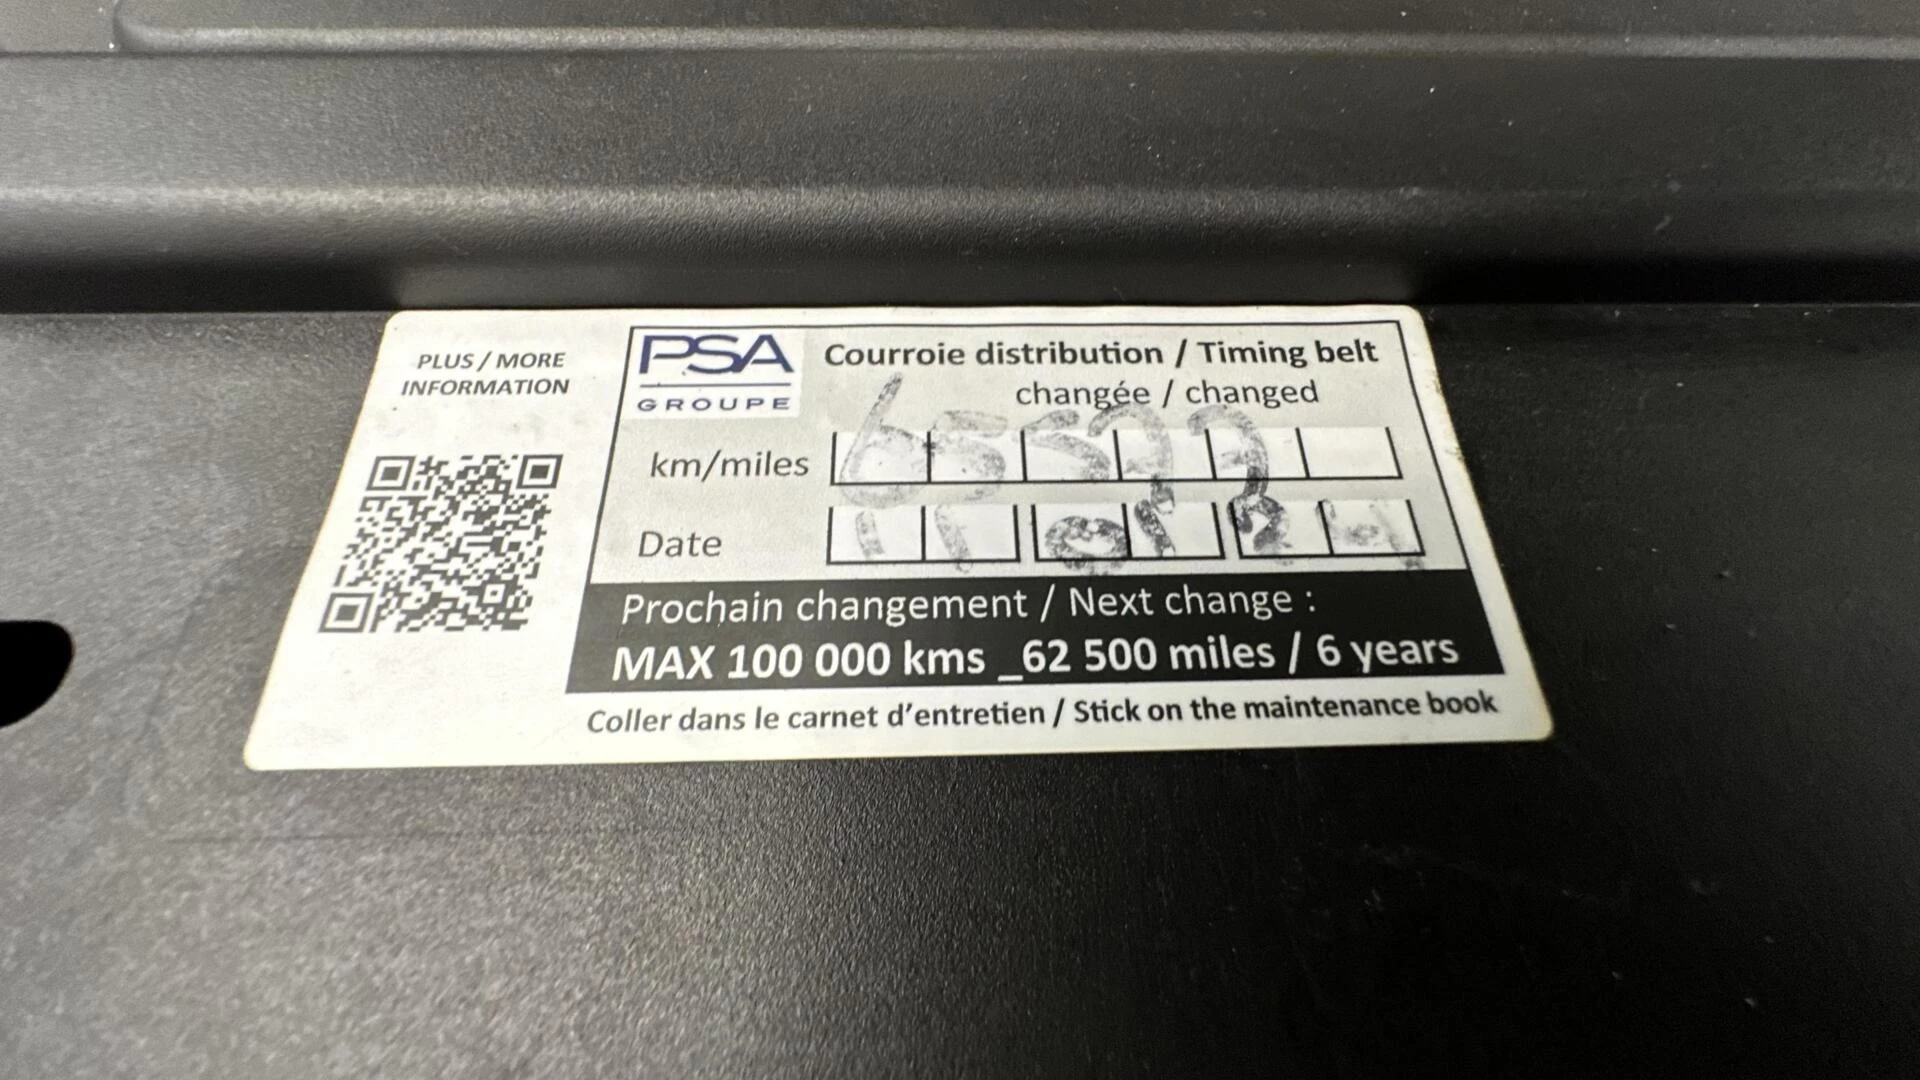 PLUS / MORE
INFORMATION
PSA
GROUPE
Courroie distribution / Timing belt
changée / changed
km/miles
Date
Prochain changement / Next change :
MAX 100 000 kms _62 500 miles / 6 years
Coller dans le carnet d'entretien / Stick on the maintenance book